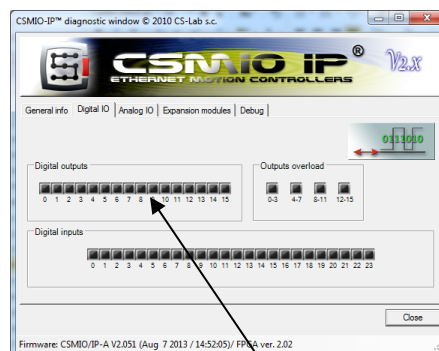 CSMIO-IP™ diagnostic window © 2010 CS-Lab s.c.
CSMIO IP® V2.x
ETHERNET MOTION CONTROLLERS
General info Digital IO Analog IO Expansion modules Debug
0113010
Digital outputs Outputs overload
0 1 2 3 4 5 6 7 8 9 10 11 12 13 14 15 0-3 4-7 8-11 12-15
Digital inputs
0 1 2 3 4 5 6 7 8 9 10 11 12 13 14 15 16 17 18 19 20 21 22 23
Close
Firmware: CSMIO/IP-A V2.051 (Aug 7 2013 / 14:52:05)/ FPGA ver. 2.02